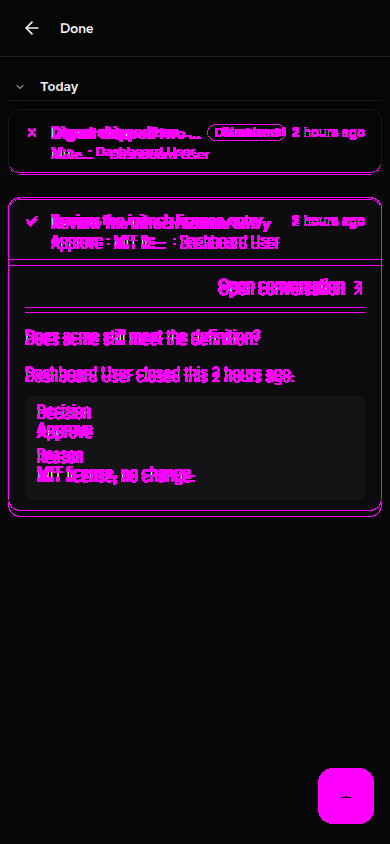 Done
Today
2 hours ago
Dashboard User
Review the license entry 2 hours ago
Approve · MIT · Dashboard User
Open conversation
Does acme still meet the definition?
Dashboard User closed this 2 hours ago.
Decision
Approve
Reason
MIT license, no change.